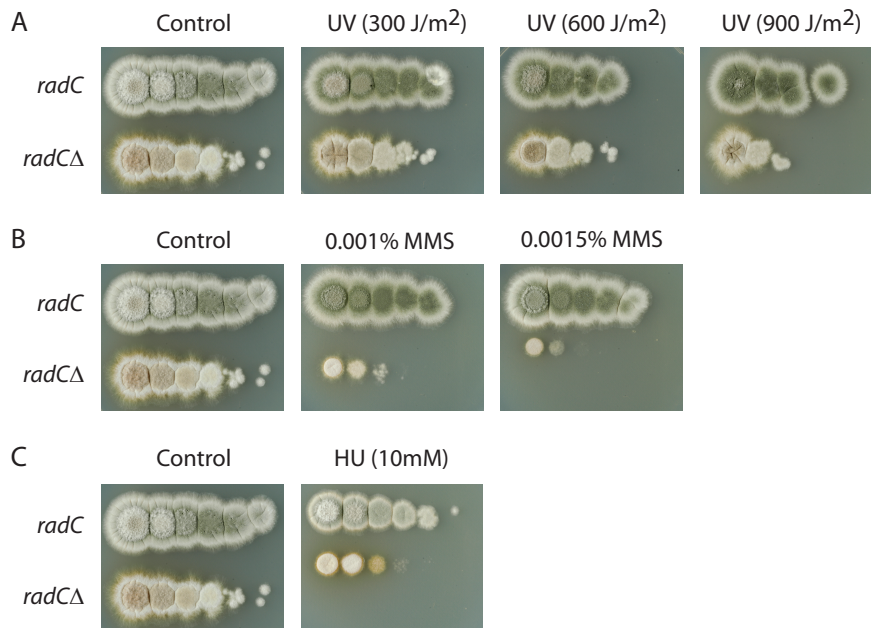 A
Control
UV (300 J/m²)
UV (600 J/m²)
UV (900 J/m²)
radC
radCΔ
B
Control
0.001% MMS
0.0015% MMS
radC
radCΔ
C
Control
HU (10mM)
radC
radCΔ